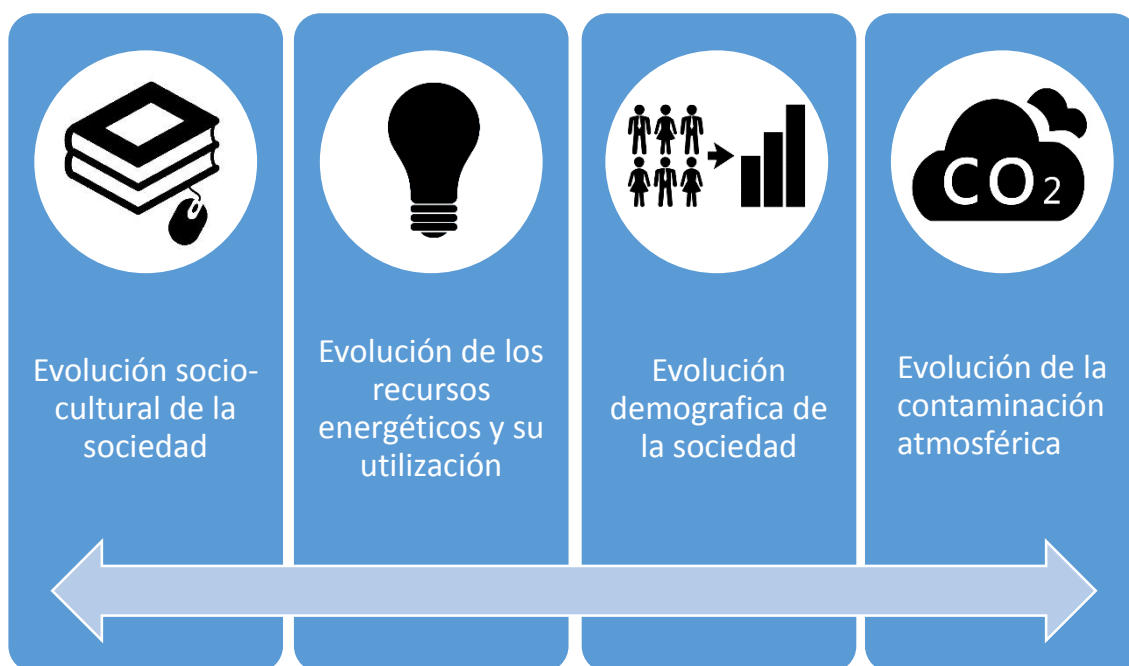 CO₂
Evolución socio-
cultural de la
sociedad
Evolución de los
recursos
energéticos y su
utilización
Evolución
demografica de
la sociedad
Evolución de la
contaminación
atmosférica